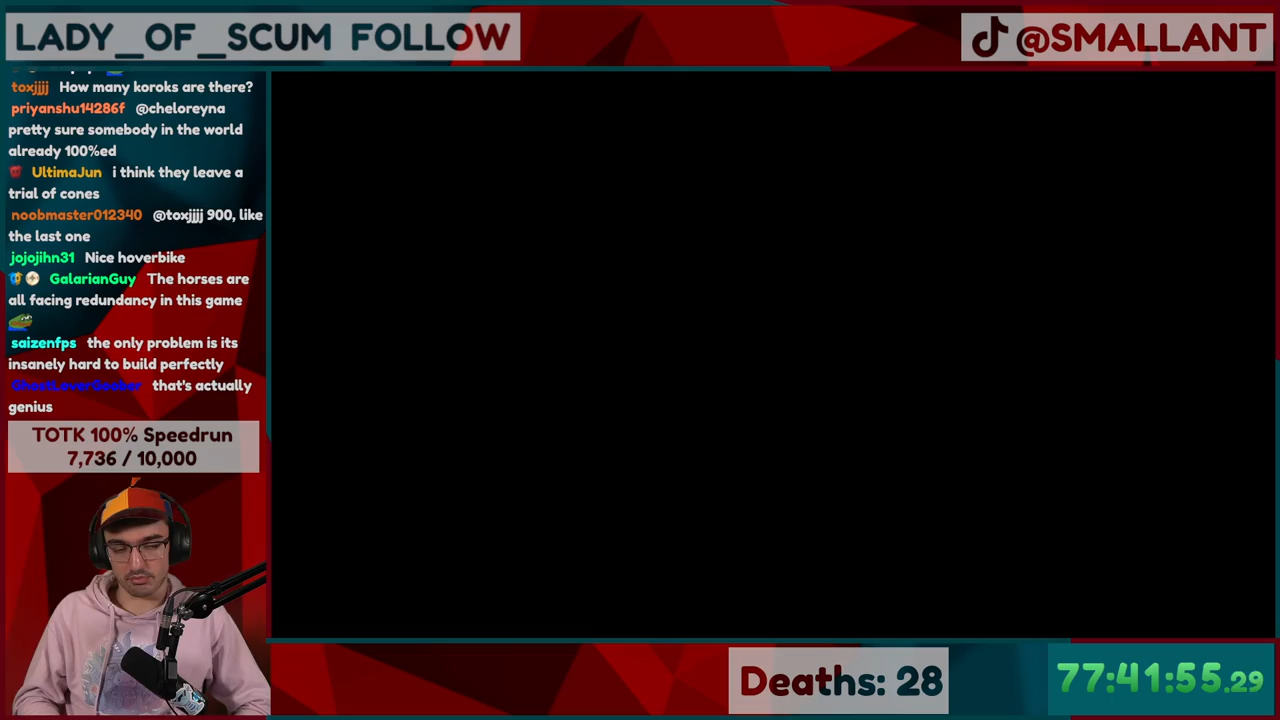 LADY_OF_SCUM FOLLOW
@SMALLANT
toxjjjj How many koroks are there?
priyanshu14286f @cheloreyna
pretty sure somebody in the world
already 100%ed
UltimaJun i think they leave a
trial of cones
noobmaster012340 @toxjjjj 900, like
the last one
jojojihn31 Nice hoverbike
GalarianGuy The horses are
all facing redundancy in this game
saizenfps the only problem is its
insanely hard to build perfectly
GhostLoverGoober that's actually
genius
TOTK 100% Speedrun
7,736 / 10,000
Deaths: 28
77:41:55.29